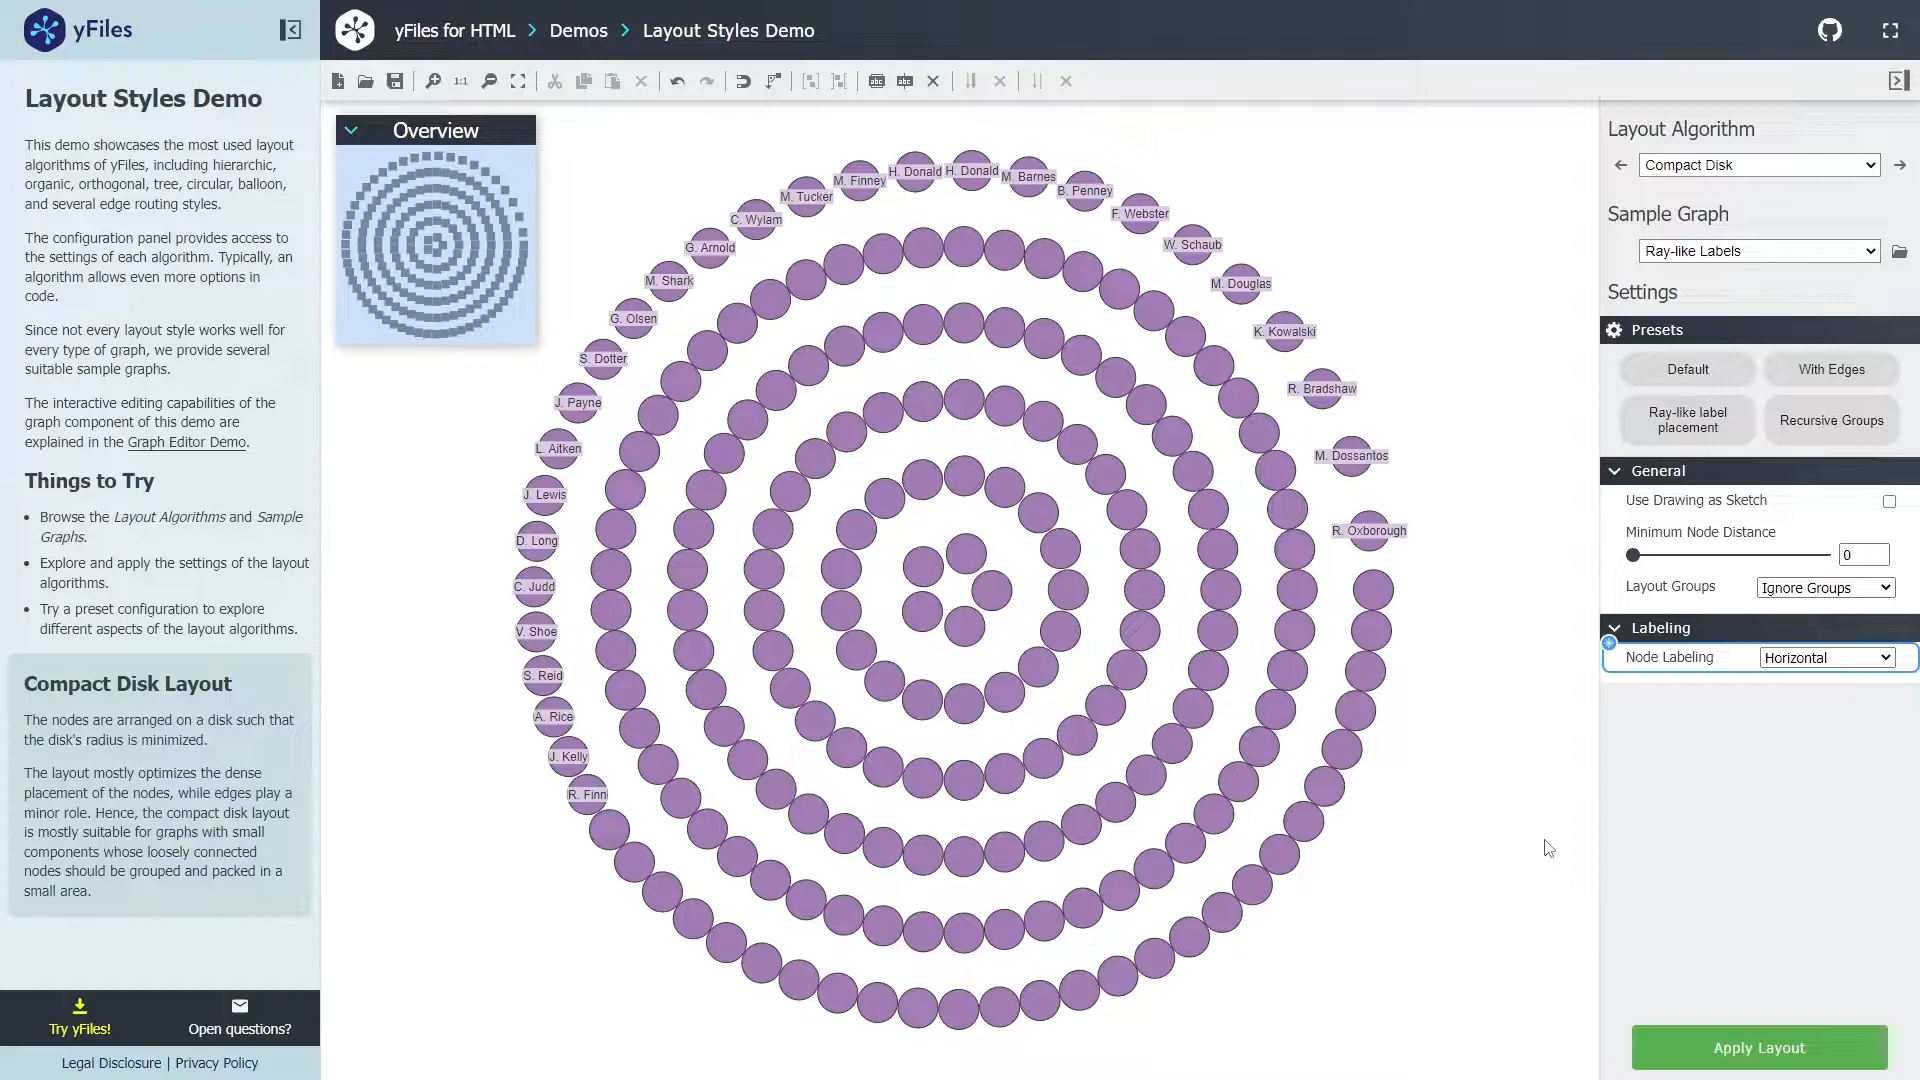 yFiles
yFiles for HTML
Demos
Layout Styles Demo
Layout Styles Demo
This demo showcases the most used layout
algorithms of yFiles, including hierarchic,
organic, orthogonal, tree, circular, balloon,
and several edge routing styles.
The configuration panel provides access to
the settings of each algorithm. Typically, an
algorithm allows even more options in
code.
Since not every layout style works well for
every type of graph, we provide several
suitable sample graphs.
The interactive editing capabilities of the
graph component of this demo are
explained in the Graph Editor Demo.
Things to Try
Browse the Layout Algorithms and Sample
Graphs.
Explore and apply the settings of the layout
algorithms.
Try a preset configuration to explore
different aspects of the layout algorithms.
Compact Disk Layout
The nodes are arranged on a disk such that
the disk's radius is minimized.
The layout mostly optimizes the dense
placement of the nodes, while edges play a
minor role. Hence, the compact disk layout
is mostly suitable for graphs with small
components whose loosely connected
nodes should be grouped and packed in a
small area.
Try yFiles!
Open questions?
Legal Disclosure | Privacy Policy
1:1
abc
abc
Overview
H. Donald
H. Donald
M. Barnes
M. Finney
B. Penney
M. Tucker
F. Webster
C. Wylam
W. Schaub
G. Arnold
M. Shark
M. Douglas
G. Olsen
K. Kowalski
S. Dotter
R. Bradshaw
J. Payne
L. Aitken
M. Dossantos
J. Lewis
R. Oxborough
D. Long
C. Judd
V. Shoe
S. Reid
A. Rice
J. Kelly
R. Finn
Layout Algorithm
Compact Disk
Sample Graph
Ray-like Labels
Settings
Presets
Default
With Edges
Ray-like label
placement
Recursive Groups
General
Use Drawing as Sketch
Minimum Node Distance
0
Layout Groups
Ignore Groups
Labeling
Node Labeling
Horizontal
Apply Layout